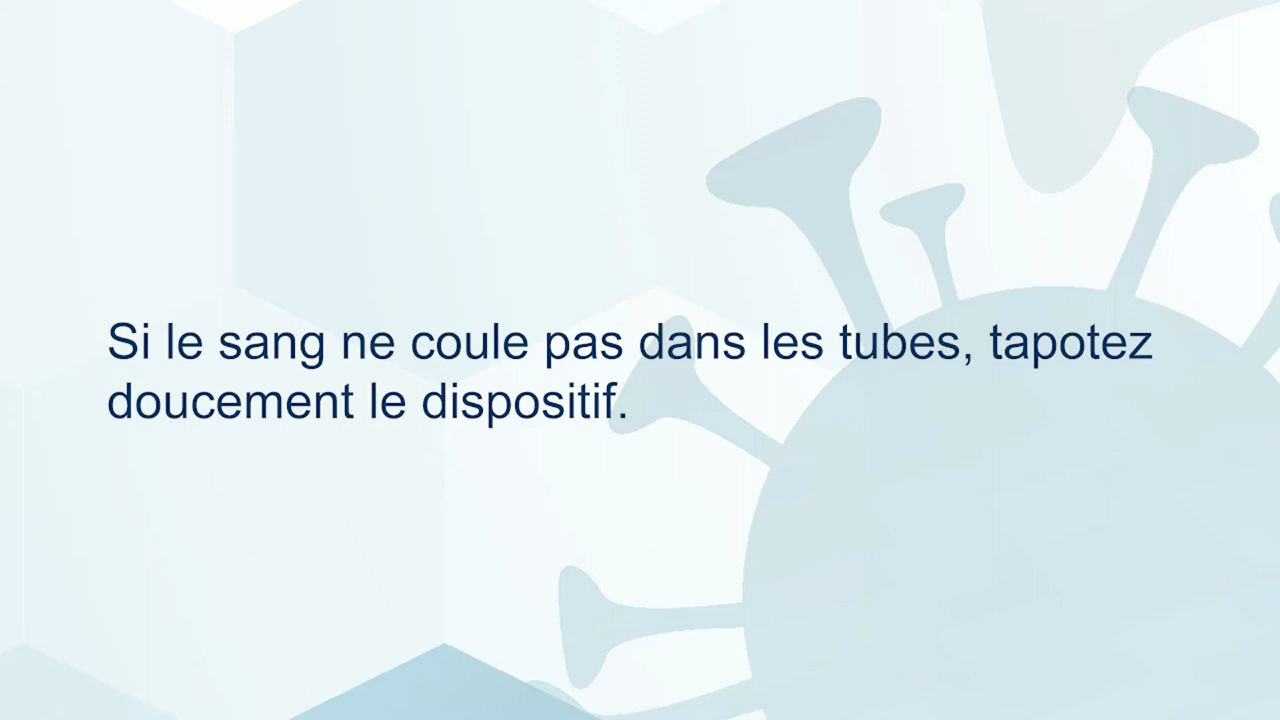 Si le sang ne coule pas dans les tubes, tapotez
doucement le dispositif.